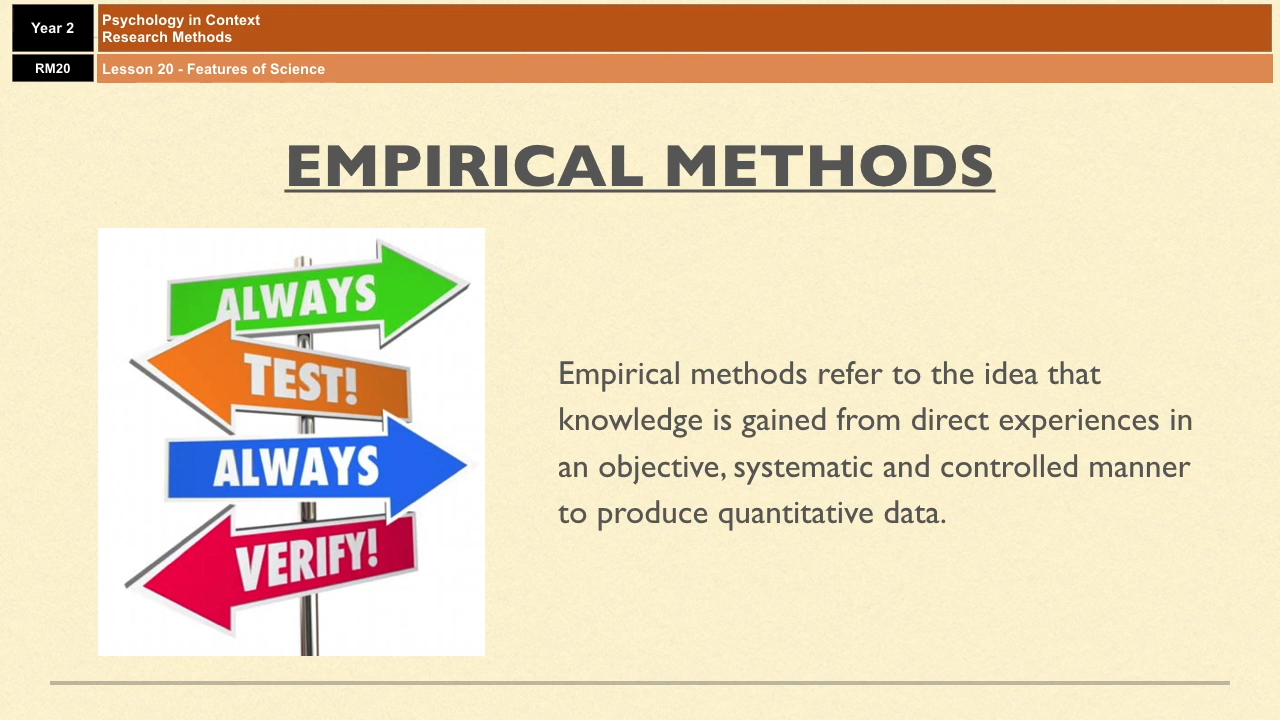 Year 2
Psychology in Context
Research Methods
RM20
Lesson 20 - Features of Science
EMPIRICAL METHODS
ALWAYS
TEST!
ALWAYS
VERIFY!
Empirical methods refer to the idea that
knowledge is gained from direct experiences in
an objective, systematic and controlled manner
to produce quantitative data.